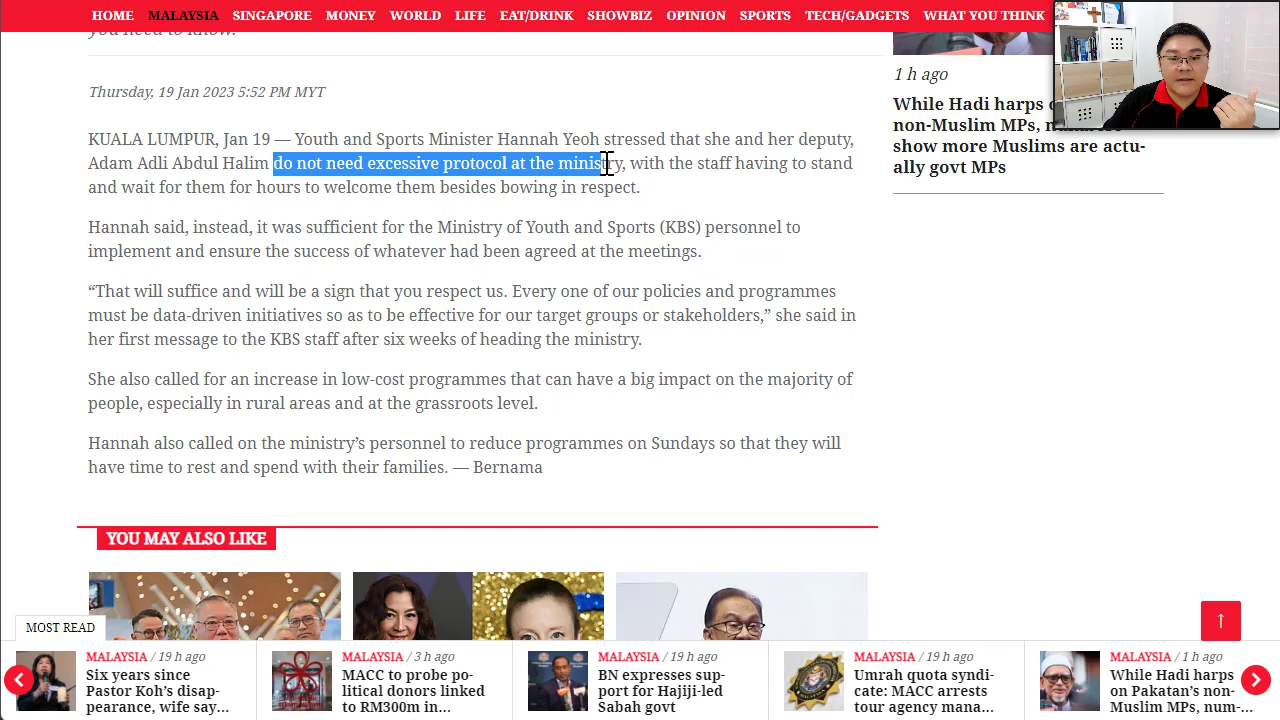 HOME MALAYSIA SINGAPORE MONEY WORLD LIFE EAT/DRINK SHOWBIZ OPINION SPORTS TECH/GADGETS WHAT YOU THINK
you need to know.
Thursday, 19 Jan 2023 5:52 PM MYT
KUALA LUMPUR, Jan 19 — Youth and Sports Minister Hannah Yeoh stressed that she and her deputy,
Adam Adli Abdul Halim do not need excessive protocol at the ministry, with the staff having to stand
and wait for them for hours to welcome them besides bowing in respect.
Hannah said, instead, it was sufficient for the Ministry of Youth and Sports (KBS) personnel to
implement and ensure the success of whatever had been agreed at the meetings.
“That will suffice and will be a sign that you respect us. Every one of our policies and programmes
must be data-driven initiatives so as to be effective for our target groups or stakeholders,” she said in
her first message to the KBS staff after six weeks of heading the ministry.
She also called for an increase in low-cost programmes that can have a big impact on the majority of
people, especially in rural areas and at the grassroots level.
Hannah also called on the ministry’s personnel to reduce programmes on Sundays so that they will
have time to rest and spend with their families. — Bernama
1 h ago
While Hadi harps
non-Muslim MPs,
show more Muslims are actu-
ally govt MPs
YOU MAY ALSO LIKE
MOST READ
↑
MALAYSIA / 19 h ago
Six years since
Pastor Koh’s disap-
pearance, wife say...
MALAYSIA / 3 h ago
MACC to probe po-
litical donors linked
to RM300m in...
MALAYSIA / 19 h ago
BN expresses sup-
port for Hajiji-led
Sabah govt
MALAYSIA / 19 h ago
Umrah quota syndi-
cate: MACC arrests
tour agency mana...
MALAYSIA / 1 h ago
While Hadi harps
on Pakatan’s non-
Muslim MPs, num-...